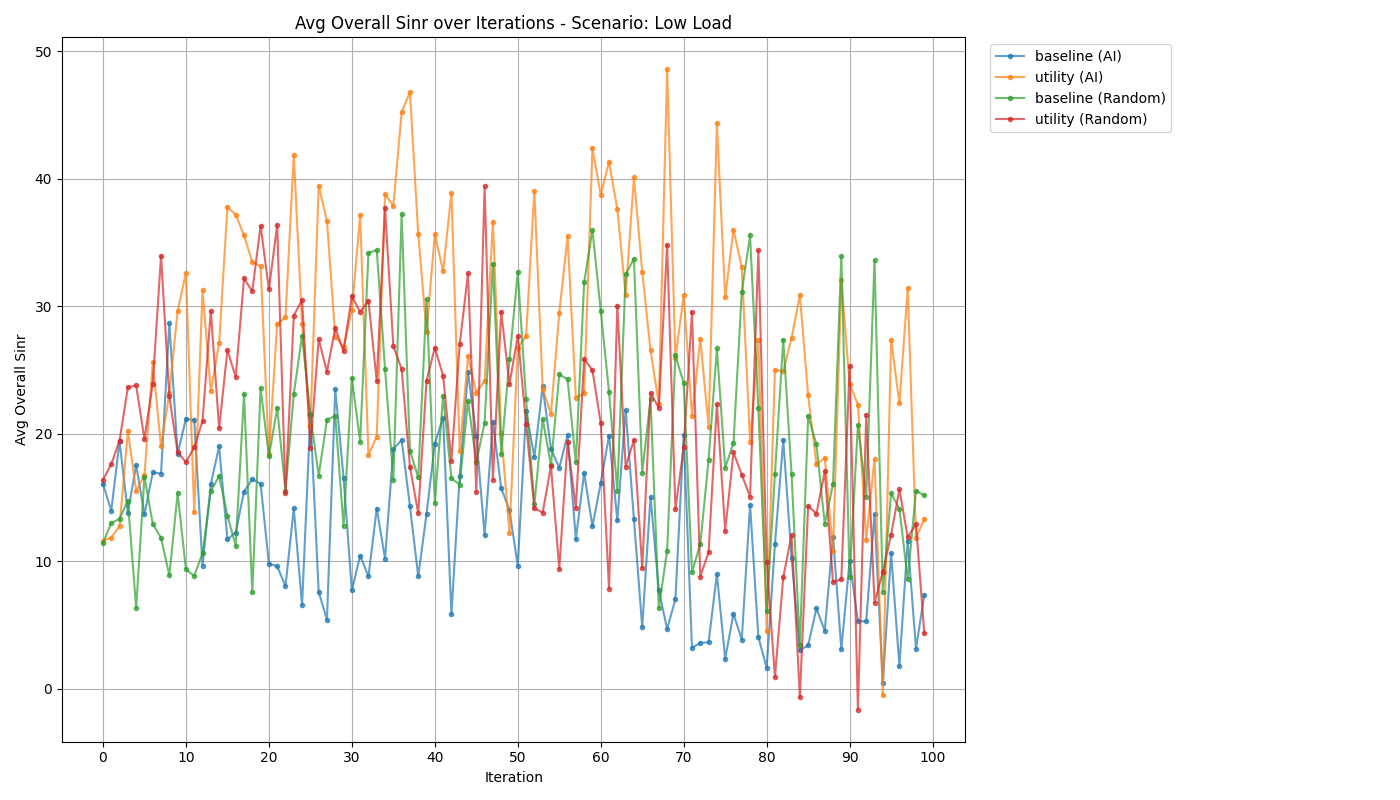 Avg Overall Sinr over Iterations - Scenario: Low Load
baseline (AI)
utility (AI)
baseline (Random)
utility (Random)
Avg Overall Sinr
50
40
30
20
10
0
0 10 20 30 40 50 60 70 80 90 100
Iteration